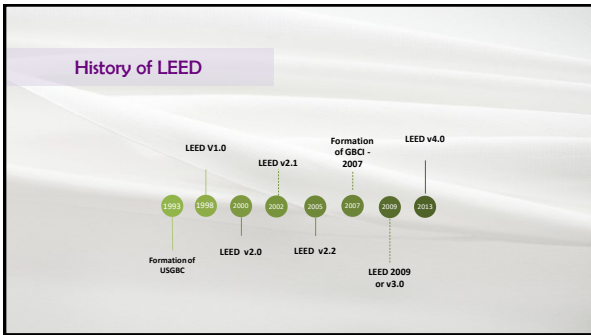 History of LEED
Formation
of GBCI -
2007
LEED v4.0
LEED V1.0
LEED v2.1
1993
1998
2000
2002
2005
2007
2009
2013
Formation of
USGBC
LEED v2.0
LEED v2.2
LEED 2009
or v3.0